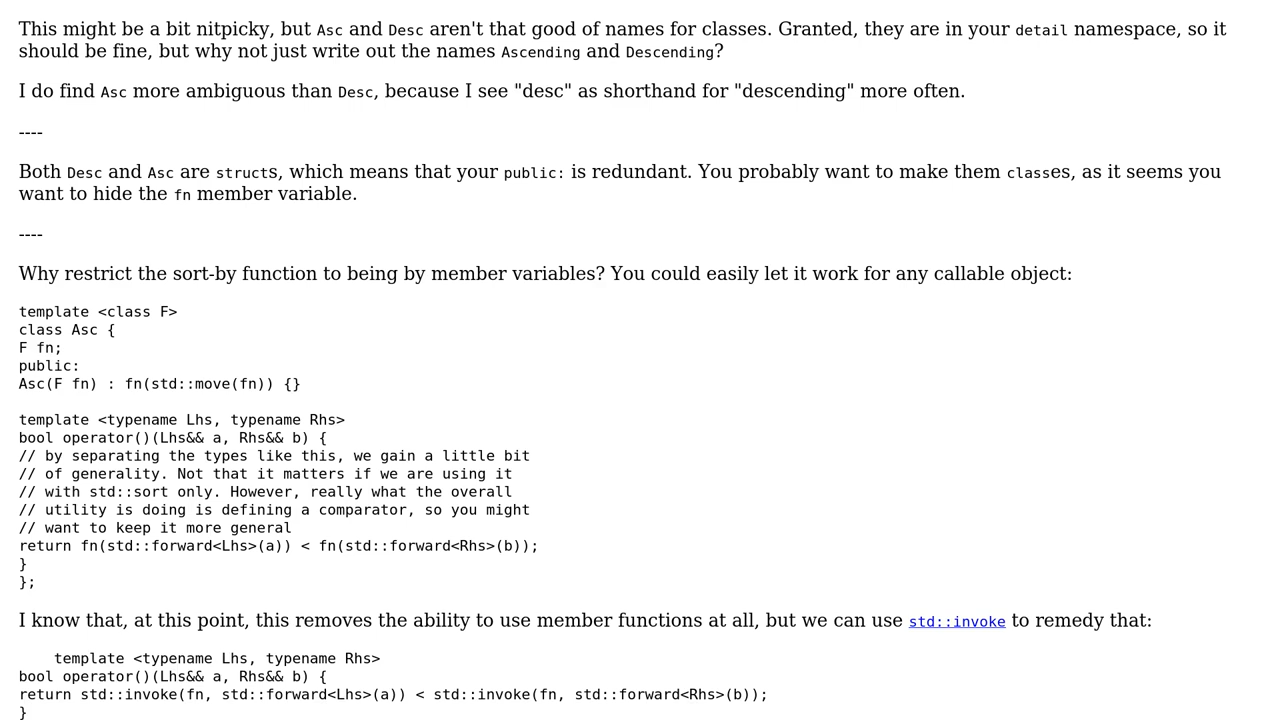 This might be a bit nitpicky, but Asc and Desc aren't that good of names for classes. Granted, they are in your detail namespace, so it
should be fine, but why not just write out the names Ascending and Descending?
I do find Asc more ambiguous than Desc, because I see "desc" as shorthand for "descending" more often.
----
Both Desc and Asc are structs, which means that your public: is redundant. You probably want to make them classes, as it seems you
want to hide the fn member variable.
----
Why restrict the sort-by function to being by member variables? You could easily let it work for any callable object:
template <class F>
class Asc {
F fn;
public:
Asc(F fn) : fn(std::move(fn)) {}
template <typename Lhs, typename Rhs>
bool operator()(Lhs&& a, Rhs&& b) {
// by separating the types like this, we gain a little bit
// of generality. Not that it matters if we are using it
// with std::sort only. However, really what the overall
// utility is doing is defining a comparator, so you might
// want to keep it more general
return fn(std::forward<Lhs>(a)) < fn(std::forward<Rhs>(b));
}
};
I know that, at this point, this removes the ability to use member functions at all, but we can use std::invoke to remedy that:
template <typename Lhs, typename Rhs>
bool operator()(Lhs&& a, Rhs&& b) {
return std::invoke(fn, std::forward<Lhs>(a)) < std::invoke(fn, std::forward<Rhs>(b));
}